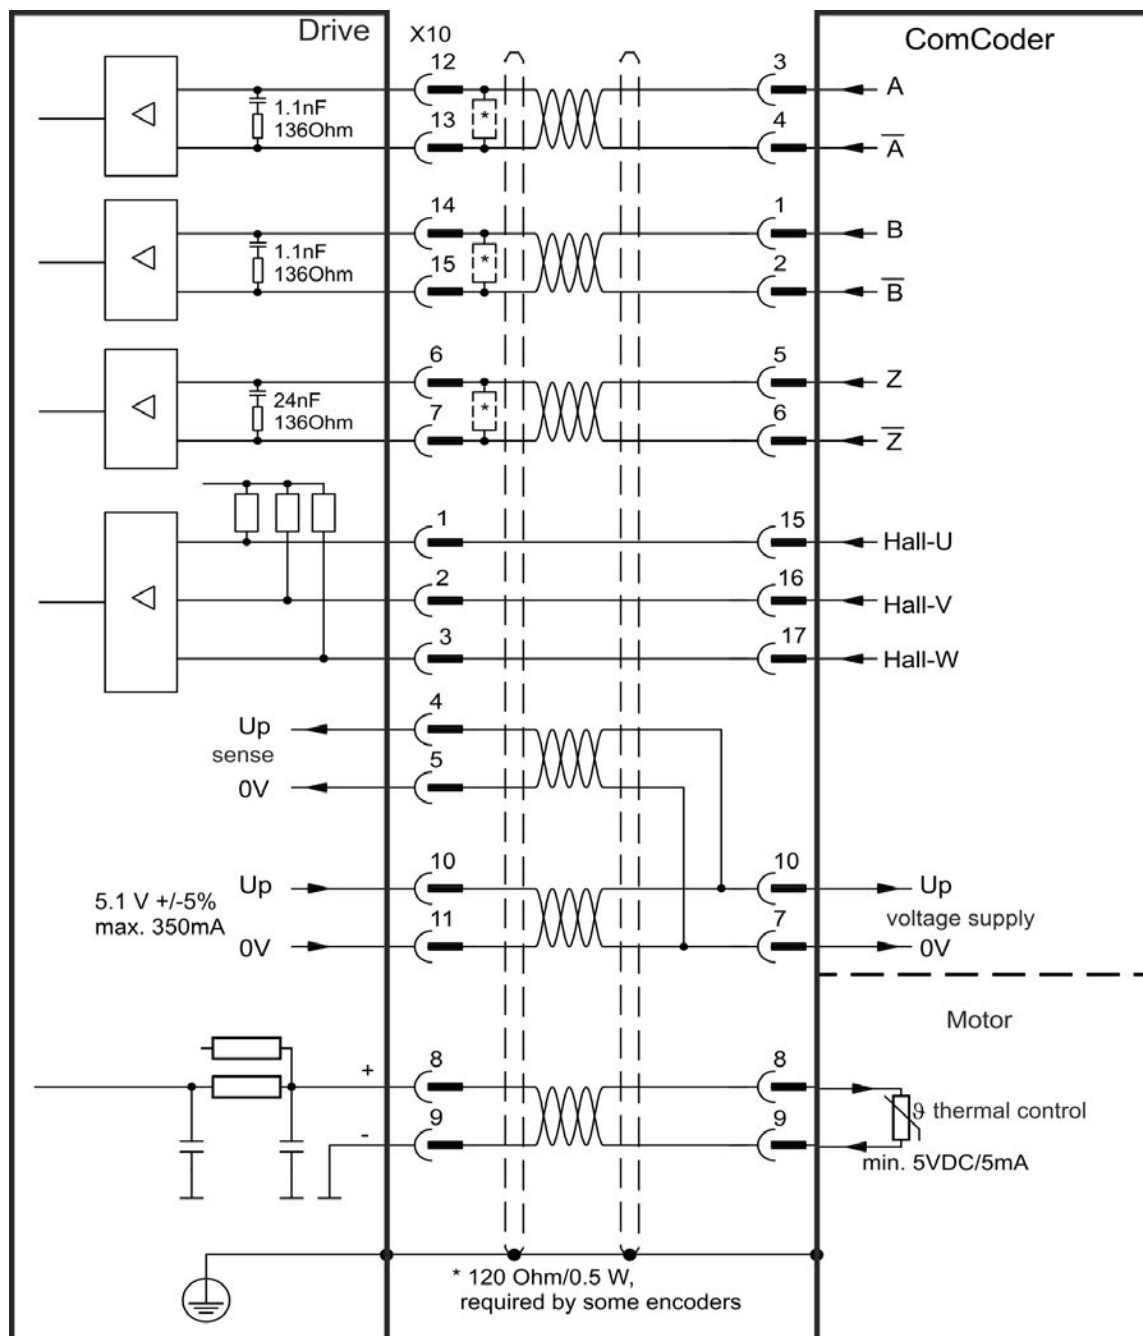 Drive
X10
ComCoder
12
3
A
1.1nF
136Ohm
*
13
4
A̅
14
1
B
1.1nF
136Ohm
*
15
2
B̅
6
5
Z
24nF
136Ohm
*
7
6
Z̅
1
15
Hall-U
2
16
Hall-V
3
17
Hall-W
4
Up
sense
5
0V
10
10
Up
Up
5.1 V +/-5%
max. 350mA
voltage supply
11
7
0V
0V
Motor
8
8
+
ϑ thermal control
9
9
-
min. 5VDC/5mA
* 120 Ohm/0.5 W,
required by some encoders